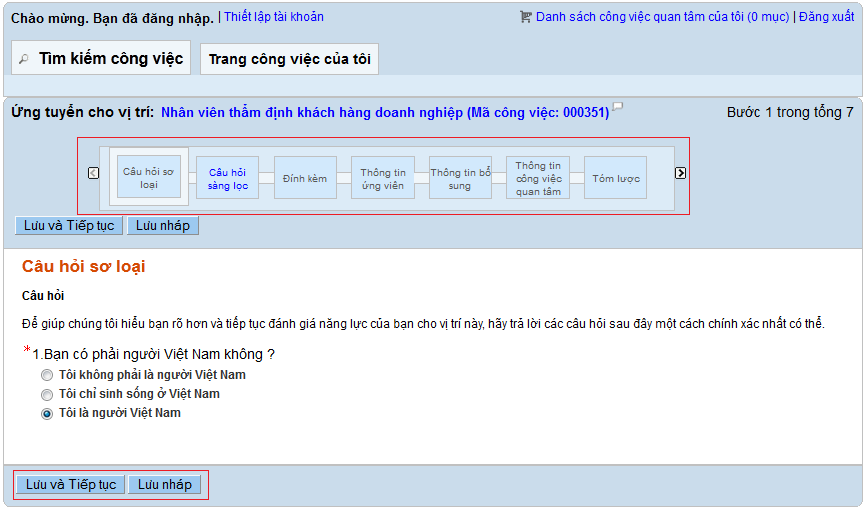 Chào mừng. Bạn đã đăng nhập. | Thiết lập tài khoản
Danh sách công việc quan tâm của tôi (0 mục) | Đăng xuất
Tìm kiếm công việc
Trang công việc của tôi
Ứng tuyển cho vị trí: Nhân viên thẩm định khách hàng doanh nghiệp (Mã công việc: 000351)
Bước 1 trong tổng 7
Câu hỏi sơ
loại
Câu hỏi
sàng lọc
Đính kèm
Thông tin
ứng viên
Thông tin bổ
sung
Thông tin
công việc
quan tâm
Tóm lược
Lưu và Tiếp tục
Lưu nháp
Câu hỏi sơ loại
Câu hỏi
Để giúp chúng tôi hiểu bạn rõ hơn và tiếp tục đánh giá năng lực của bạn cho vị trí này, hãy trả lời các câu hỏi sau đây một cách chính xác nhất có thể.
*1.Bạn có phải người Việt Nam không ?
Tôi không phải là người Việt Nam
Tôi chỉ sinh sống ở Việt Nam
Tôi là người Việt Nam
Lưu và Tiếp tục
Lưu nháp